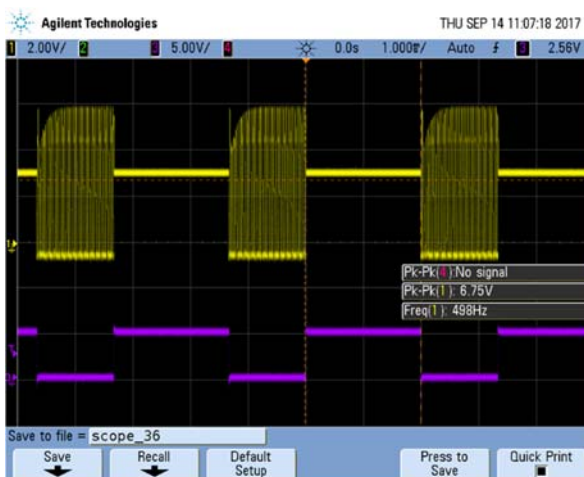 Agilent Technologies THU SEP 14 11:07:18 2017
1 2.00V/ 2 3 5.00V/ 4 0.0s 1.000ms/ Auto 3 2.56V
Pk-Pk(4):No signal
Pk-Pk(1): 6.75V
Freq(1): 498Hz
Save to file = scope_36
Save Recall Default Setup Press to Save Quick Print